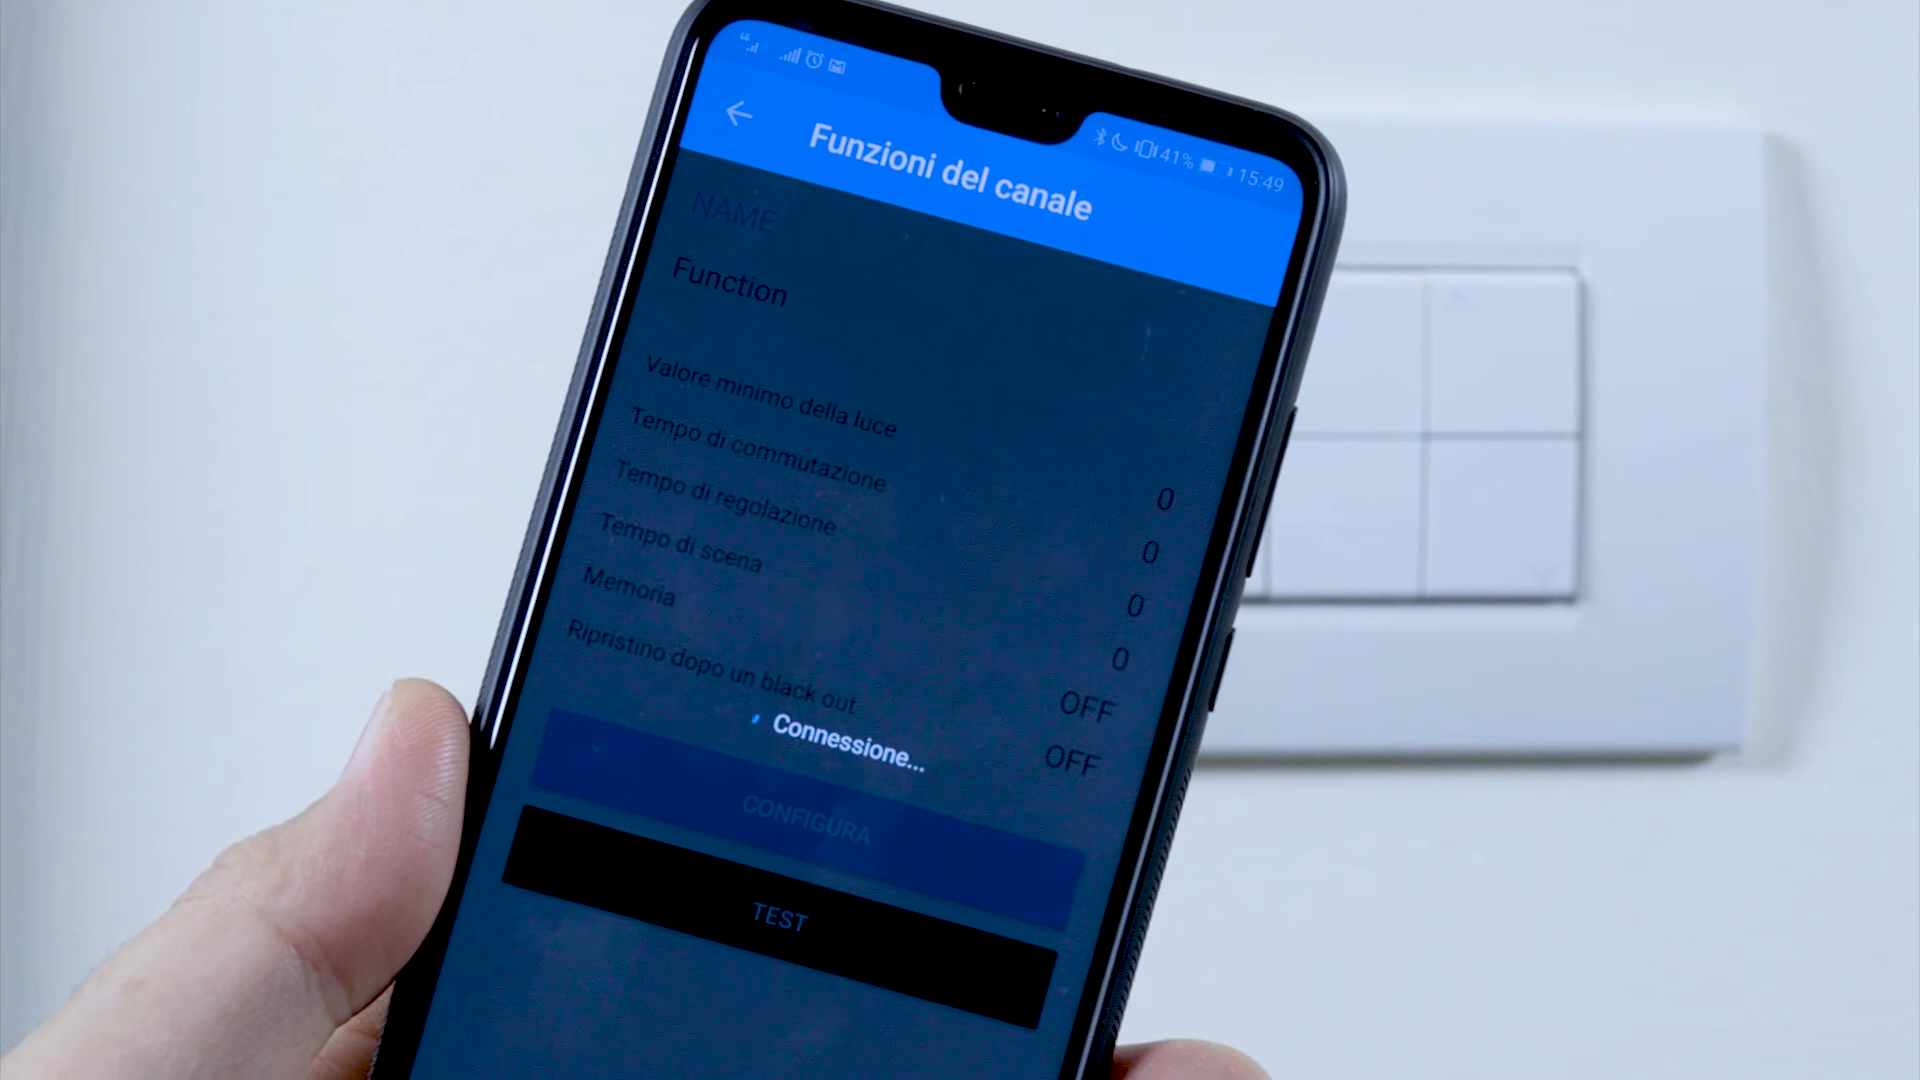 41% 15:49
Funzioni del canale
NAME
Function
Valore minimo della luce 0
Tempo di commutazione 0
Tempo di regolazione 0
Tempo di scena 0
Memoria OFF
Ripristino dopo un black out OFF
Connessione...
CONFIGURA
TEST